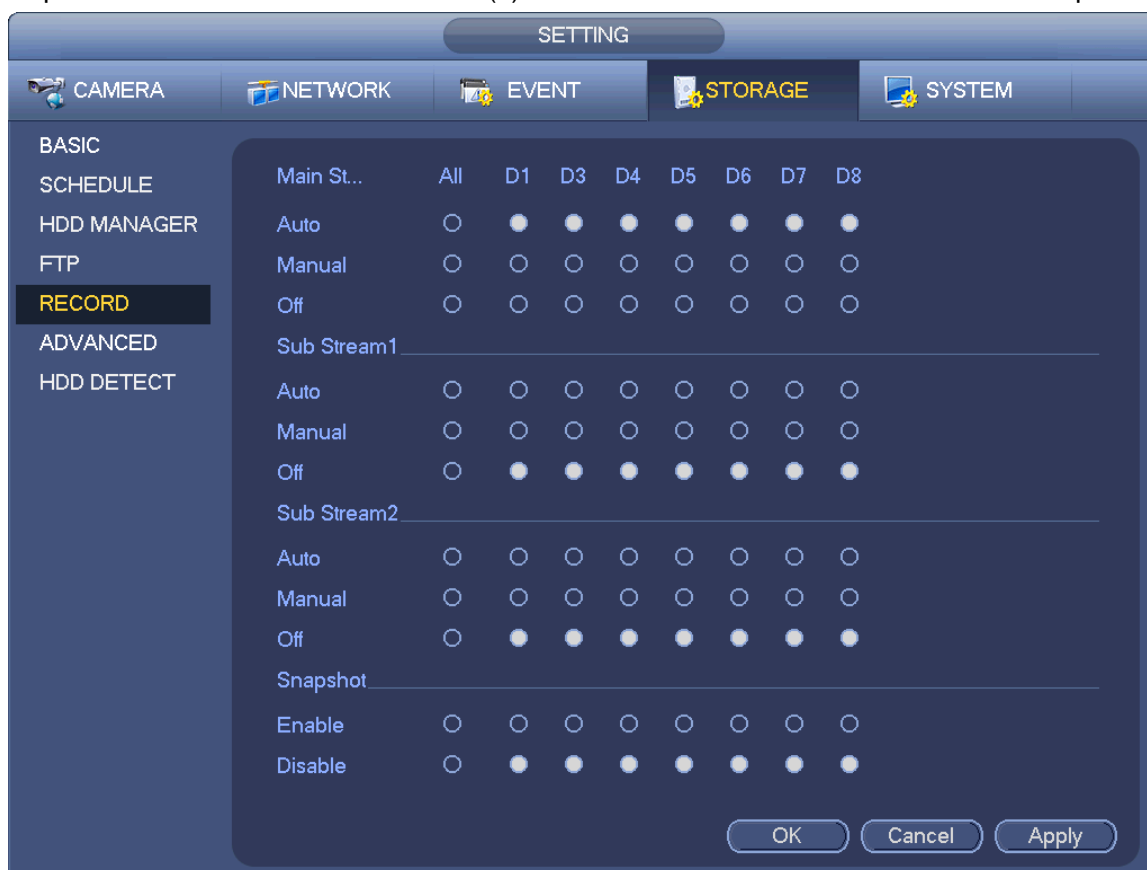 (s)
SETTING
CAMERA NETWORK EVENT STORAGE SYSTEM
BASIC
SCHEDULE
HDD MANAGER
FTP
RECORD
ADVANCED
HDD DETECT
Main St... All D1 D3 D4 D5 D6 D7 D8
Auto
Manual
Off
Sub Stream1
Auto
Manual
Off
Sub Stream2
Auto
Manual
Off
Snapshot
Enable
Disable
OK Cancel Apply